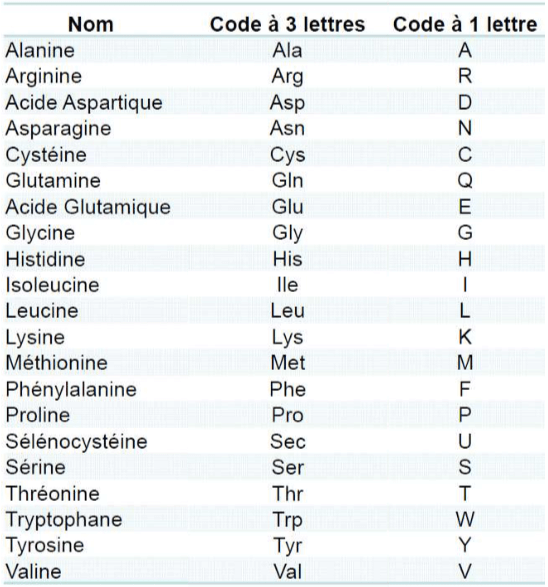 Nom Code à 3 lettres Code à 1 lettre
Alanine Ala A
Arginine Arg R
Acide Aspartique Asp D
Asparagine Asn N
Cystéine Cys C
Glutamine Gln Q
Acide Glutamique Glu E
Glycine Gly G
Histidine His H
Isoleucine Ile I
Leucine Leu L
Lysine Lys K
Méthionine Met M
Phénylalanine Phe F
Proline Pro P
Sélénocystéine Sec U
Sérine Ser S
Thréonine Thr T
Tryptophane Trp W
Tyrosine Tyr Y
Valine Val V